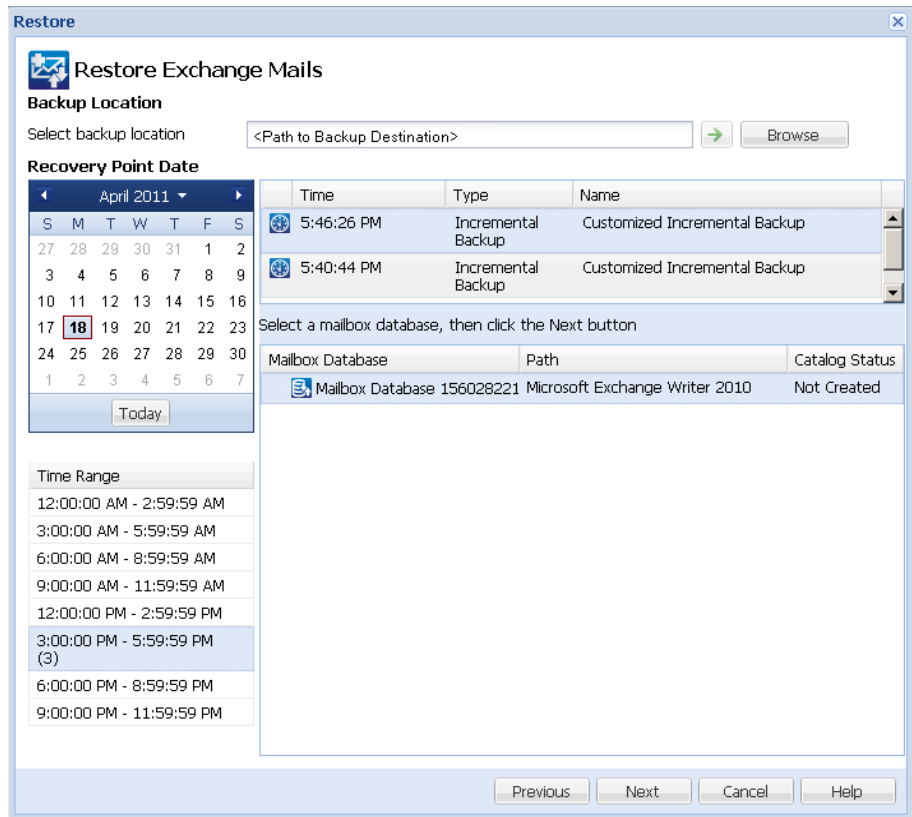 Restore
Restore Exchange Mails
Backup Location
Select backup location <Path to Backup Destination> Browse
Recovery Point Date
April 2011
S M T W T F S
27 28 29 30 31 1 2
3 4 5 6 7 8 9
10 11 12 13 14 15 16
17 18 19 20 21 22 23
24 25 26 27 28 29 30
1 2 3 4 5 6 7
Today
Time Range
12:00:00 AM - 2:59:59 AM
3:00:00 AM - 5:59:59 AM
6:00:00 AM - 8:59:59 AM
9:00:00 AM - 11:59:59 AM
12:00:00 PM - 2:59:59 PM
3:00:00 PM - 5:59:59 PM
(3)
6:00:00 PM - 8:59:59 PM
9:00:00 PM - 11:59:59 PM
Time Type Name
5:46:26 PM Incremental Customized Incremental Backup
Backup
5:40:44 PM Incremental Customized Incremental Backup
Backup
Select a mailbox database, then click the Next button
Mailbox Database Path Catalog Status
Mailbox Database 156028221 Microsoft Exchange Writer 2010 Not Created
Previous Next Cancel Help